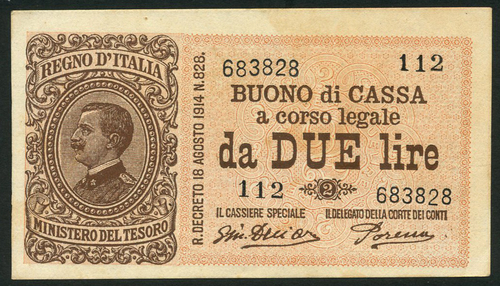 REGNO D'ITALIA
MINISTERO DEL TESORO
R. DECRETO 18 AGOSTO 1914 N. 828.
683828 112
BUONO di CASSA
a corso legale
da DUE lire
112 2 683828
IL CASSIERE SPECIALE IL DELEGATO DELLA CORTE DEI CONTI